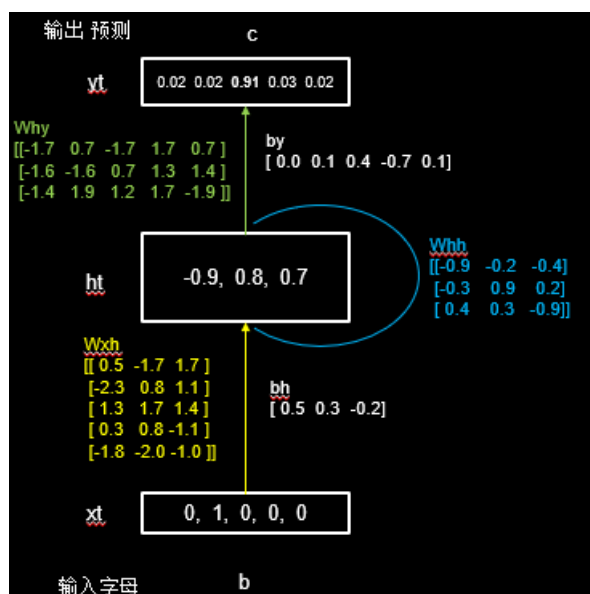 输出 预测
c
yt
0.02 0.02 0.91 0.03 0.02
Why
[[-1.7 0.7 -1.7 1.7 0.7 ]
[-1.6 -1.6 0.7 1.3 1.4 ]
[-1.4 1.9 1.2 1.7 -1.9 ]]
by
[ 0.0 0.1 0.4 -0.7 0.1]
ht
-0.9, 0.8, 0.7
Whh
[[-0.9 -0.2 -0.4]
[-0.3 0.9 0.2]
[ 0.4 0.3 -0.9]]
Wxh
[[ 0.5 -1.7 1.7 ]
[-2.3 0.8 1.1 ]
[ 1.3 1.7 1.4 ]
[ 0.3 0.8 -1.1 ]
[-1.8 -2.0 -1.0 ]]
bh
[ 0.5 0.3 -0.2]
xt
0, 1, 0, 0, 0
输入字母
b